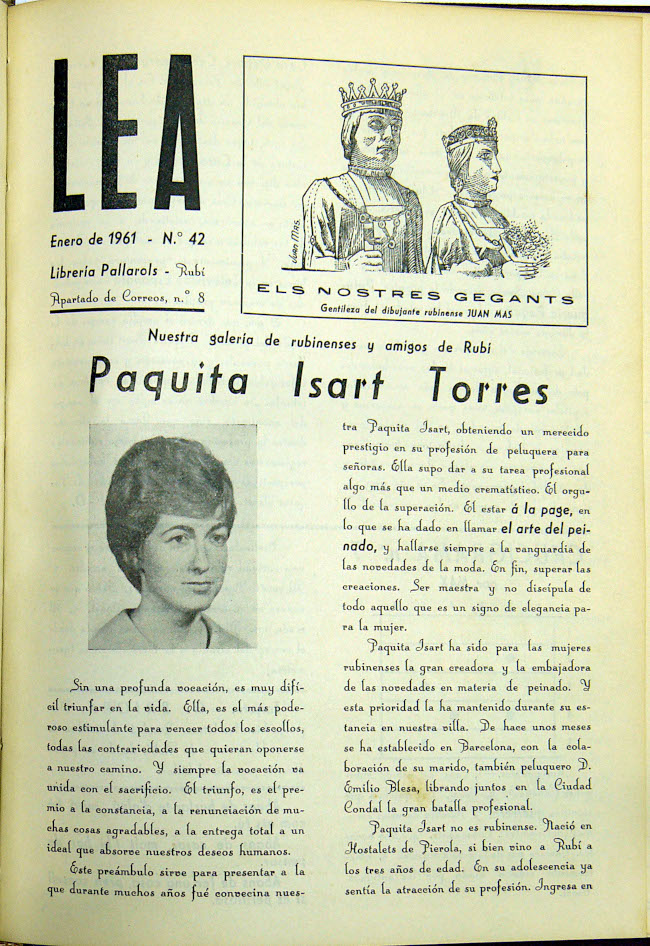 LEA
Enero de 1961 - N.° 42
Librería Pallarols - Rubí
Apartado de Correos, n.° 8
JUAN MAS.
ELS NOSTRES GEGANTS
Gentileza del dibujante rubinense JUAN MAS
Nuestra galería de rubinenses y amigos de Rubí
Paquita Isart Torres
Sin una profunda vocación, es muy difí-
cil triunfar en la vida. Ella, es el más pode-
roso estimulante para vencer todos los escollos,
todas las contrariedades que quieran oponerse
a nuestro camino. Y siempre la vocación va
unida con el sacrificio. El triunfo, es el pre-
mio a la constancia, a la renunciación de mu-
chas cosas agradables, a la entrega total a un
ideal que absorve nuestros deseos humanos.
Este preámbulo sirve para presentar a la
que durante muchos años fué convecina nues-
tra Paquita Isart, obteniendo un merecido
prestigio en su profesión de peluquera para
señoras. Ella supo dar a su tarea profesional
algo más que un medio crematístico. El orgu-
llo de la superación. El estar á la page, en
lo que se ha dado en llamar el arte del pei-
nado, y hallarse siempre a la vanguardia de
las novedades de la moda. En fin, superar las
creaciones. Ser maestra y no discípula de
todo aquello que es un signo de elegancia pa-
ra la mujer.
Paquita Isart ha sido para las mujeres
rubinenses la gran creadora y la embajadora
de las novedades en materia de peinado. Y
esta prioridad la ha mantenido durante su es-
tancia en nuestra villa. De hace unos meses
se ha establecido en Barcelona, con la cola-
boración de su marido, también peluquero D.
Emilio Blesa, librando juntos en la Ciudad
Condal la gran batalla profesional.
Paquita Isart no es rubinense. Nació en
Hostalets de Pierola, si bien vino a Rubí a
los tres años de edad. En su adolescencia ya
sentía la atracción de su profesión. Ingresa en